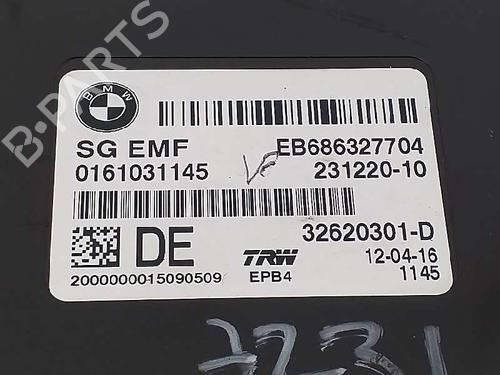 BMW
SG EMF EB686327704
0161031145 231220-10
DE 32620301-D
TRW 12-04-16
2000000015090509 EPB4 1145
B-PARTS